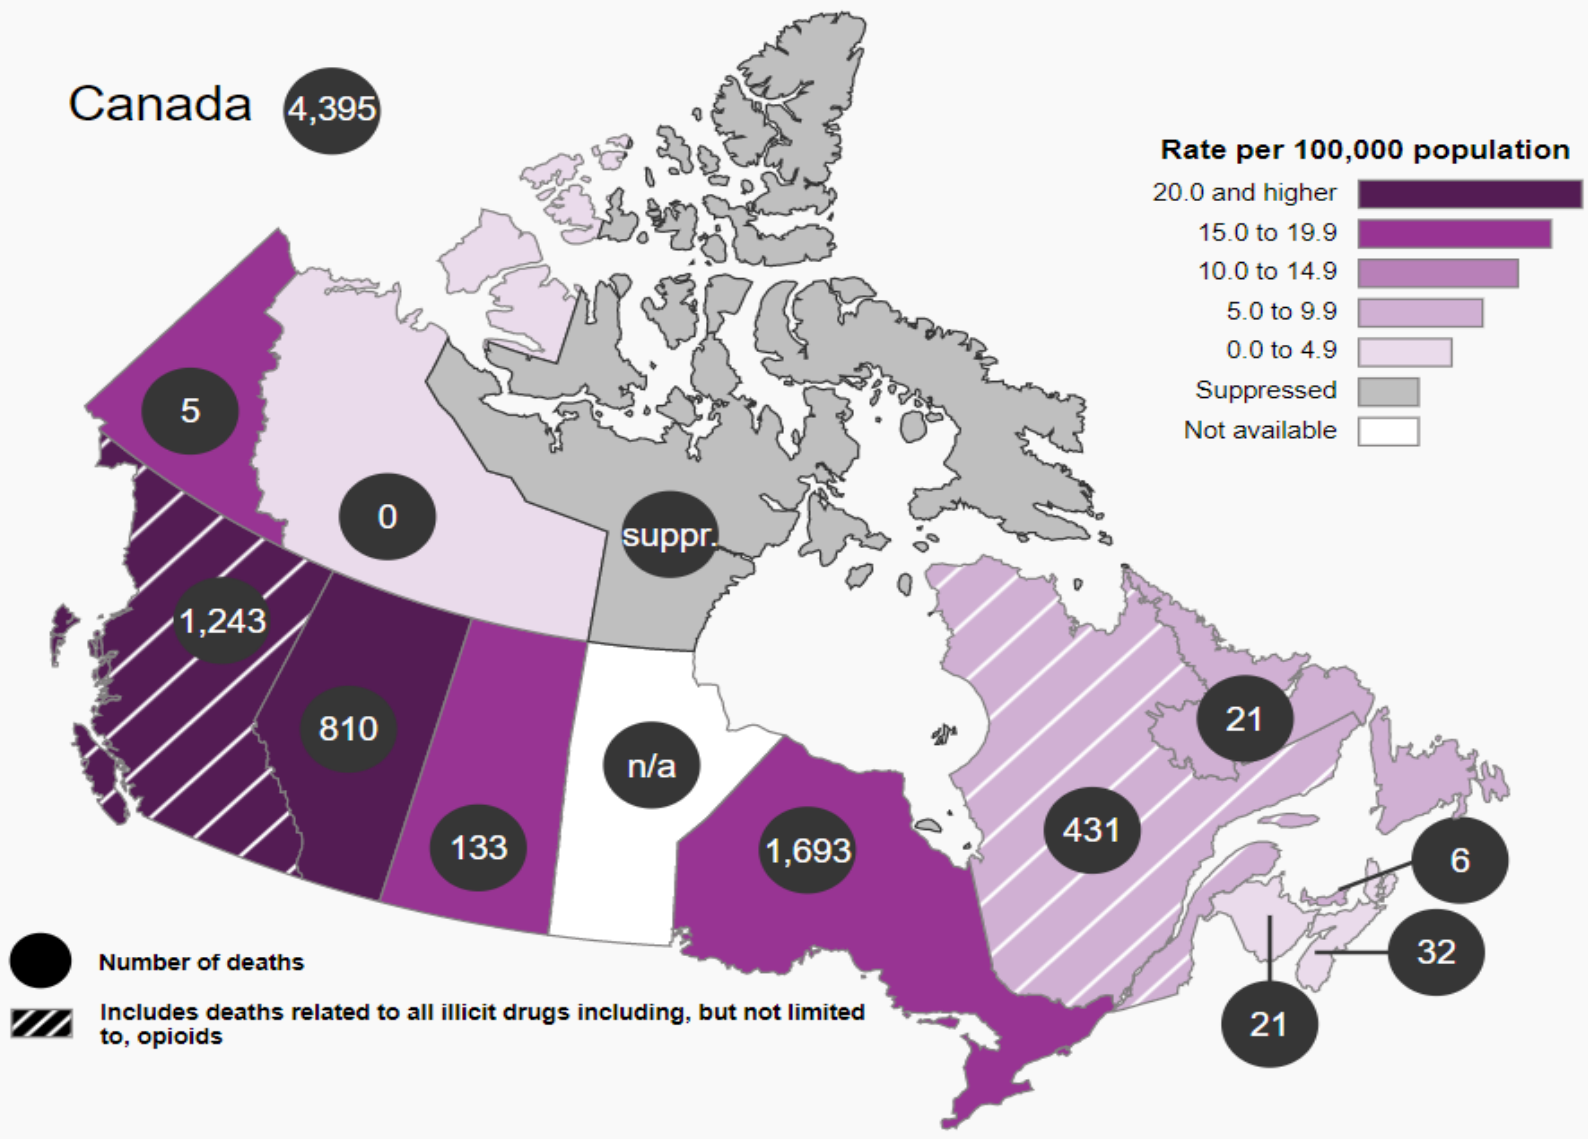 Canada 4,395
Rate per 100,000 population
20.0 and higher
15.0 to 19.9
10.0 to 14.9
5.0 to 9.9
0.0 to 4.9
Suppressed
Not available
5
0
suppr.
1,243
810
133
n/a
1,693
431
21
6
32
21
Number of deaths
Includes deaths related to all illicit drugs including, but not limited
to, opioids